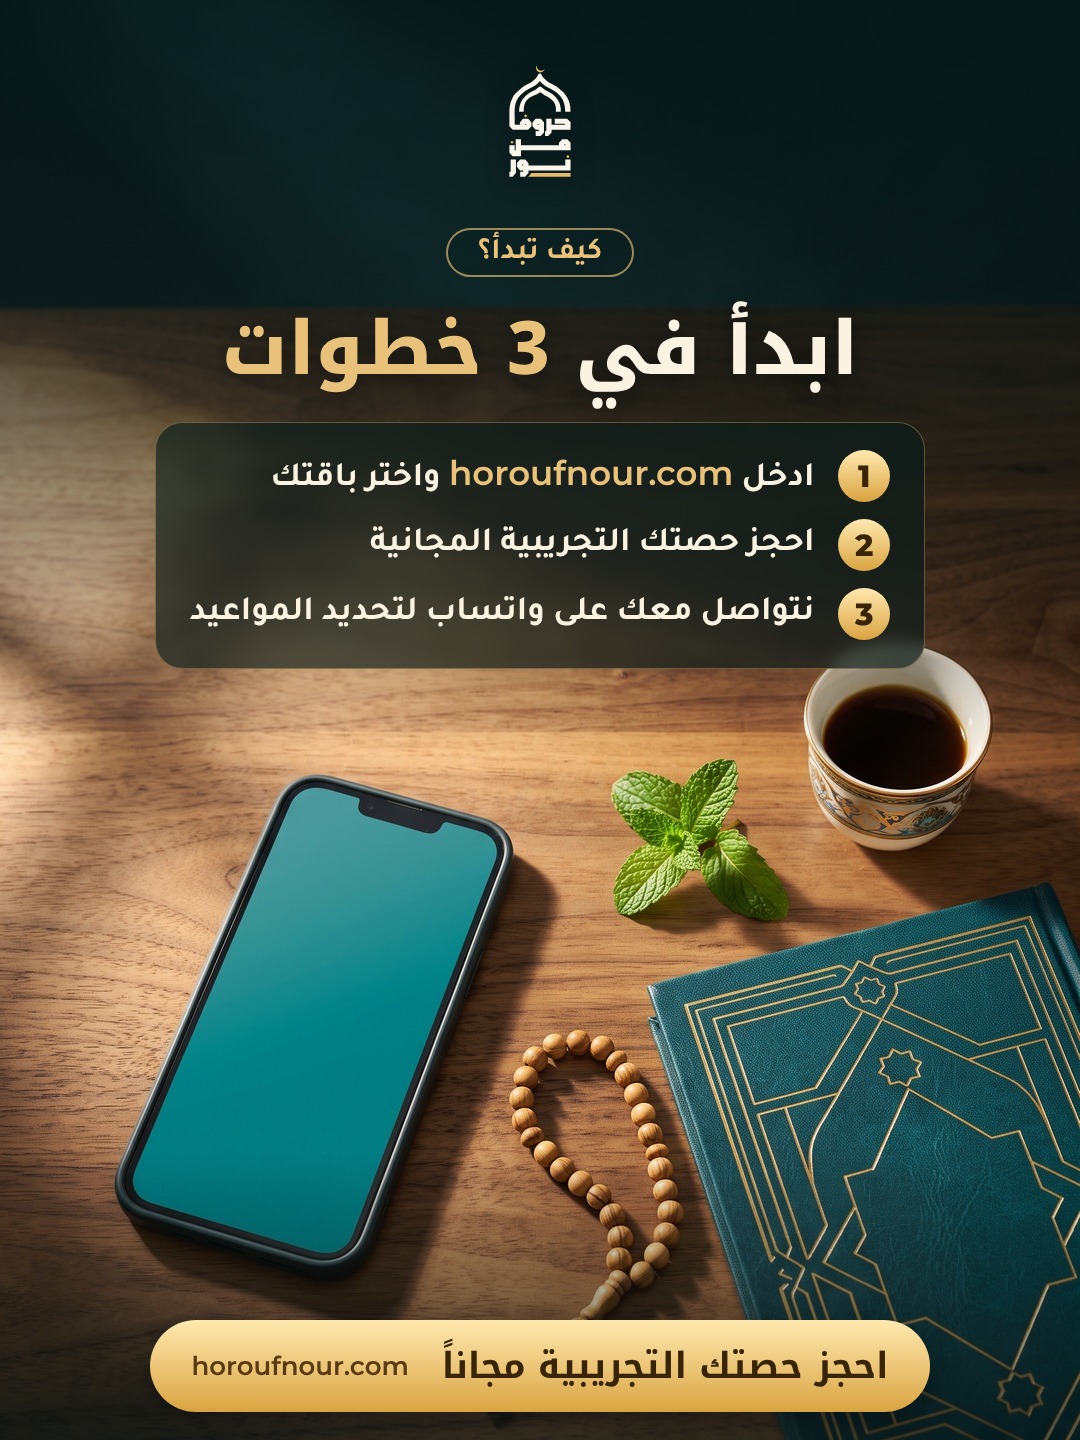 حروف
من
نور
كيف تبدأ؟
ابدأ في 3 خطوات
1 ادخل horoufnour.com واختر باقتك
2 احجز حصتك التجريبية المجانية
3 نتواصل معك على واتساب لتحديد المواعيد
احجز حصتك التجريبية مجاناً horoufnour.com